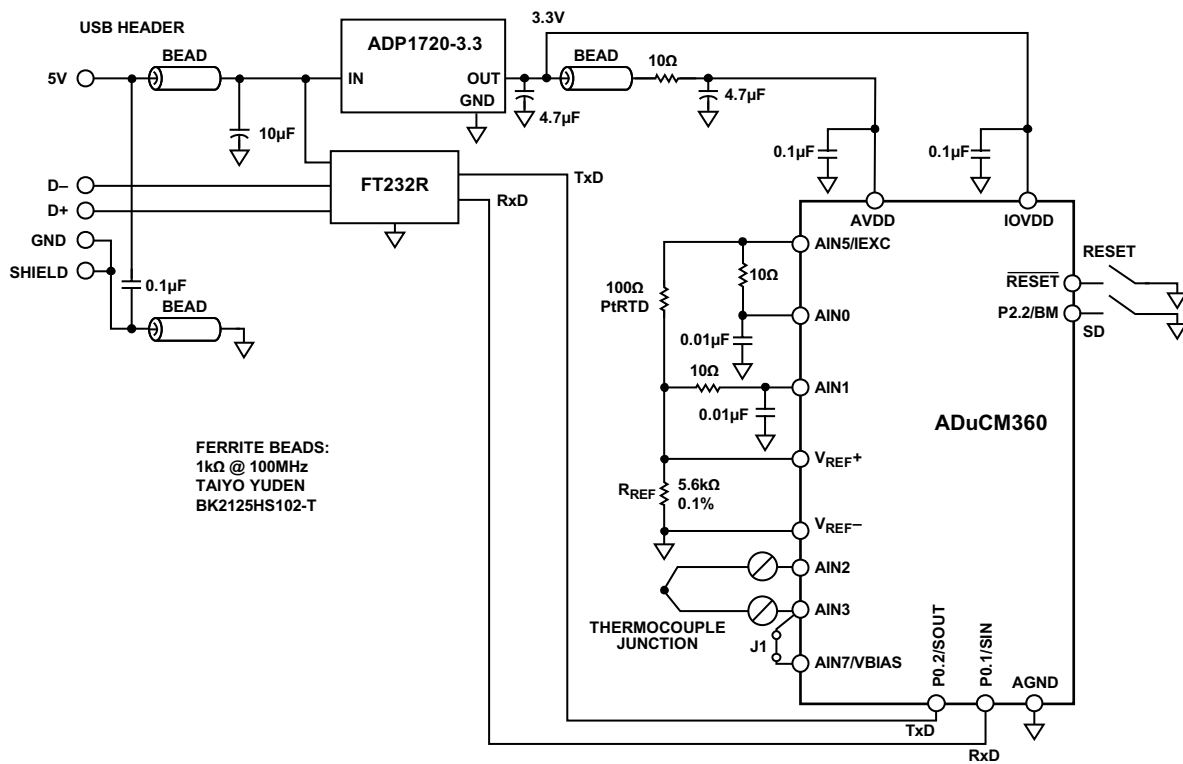 USB HEADER
5V
BEAD
10µF
ADP1720-3.3
IN
OUT
GND
3.3V
4.7µF
BEAD
10Ω
4.7µF
0.1µF
0.1µF
D–
D+
GND
SHIELD
0.1µF
BEAD
FT232R
TxD
RxD
AVDD
IOVDD
AIN5/IEXC
100Ω
PtRTD
10Ω
AIN0
0.01µF
10Ω
AIN1
0.01µF
VREF+
RREF
5.6kΩ
0.1%
VREF–
AIN2
AIN3
THERMOCOUPLE
JUNCTION
J1
AIN7/VBIAS
ADuCM360
RESET
RESET
P2.2/BM
SD
P0.2/SOUT
P0.1/SIN
AGND
TxD
RxD
FERRITE BEADS:
1kΩ @ 100MHz
TAIYO YUDEN
BK2125HS102-T